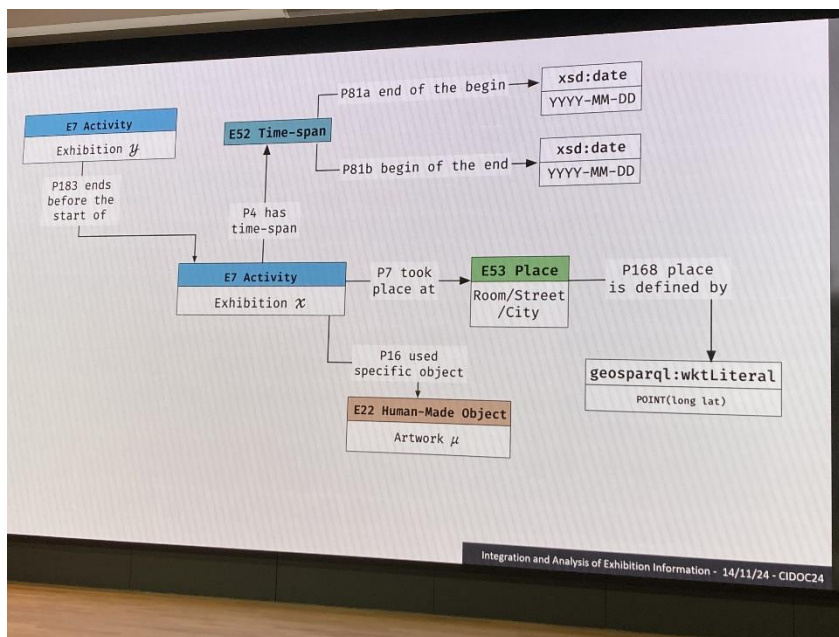 E7 Activity
Exhibition y
P183 ends
before the
start of
E52 Time-span
P81a end of the begin
xsd:date
YYYY-MM-DD
P81b begin of the end
xsd:date
YYYY-MM-DD
P4 has
time-span
E7 Activity
Exhibition x
P7 took
place at
E53 Place
Room/Street
/City
P168 place
is defined by
geosparql:wktLiteral
POINT(long lat)
P16 used
specific object
E22 Human-Made Object
Artwork μ
Integration and Analysis of Exhibition Information - 14/11/24 - CIDOC24